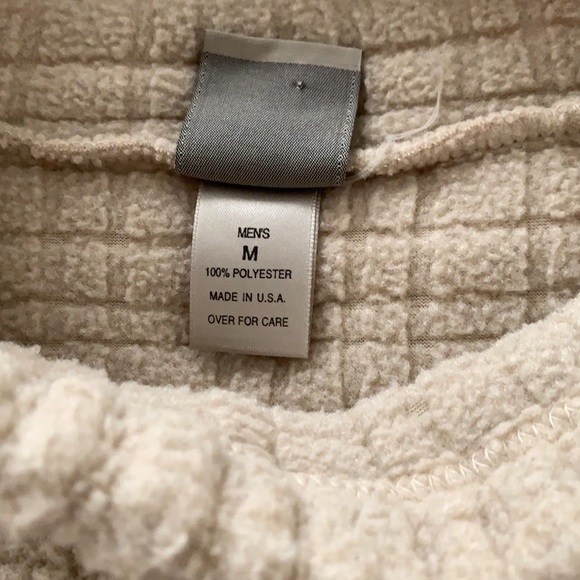 MEN'S
M
100% POLYESTER
MADE IN U.S.A.
OVER FOR CARE